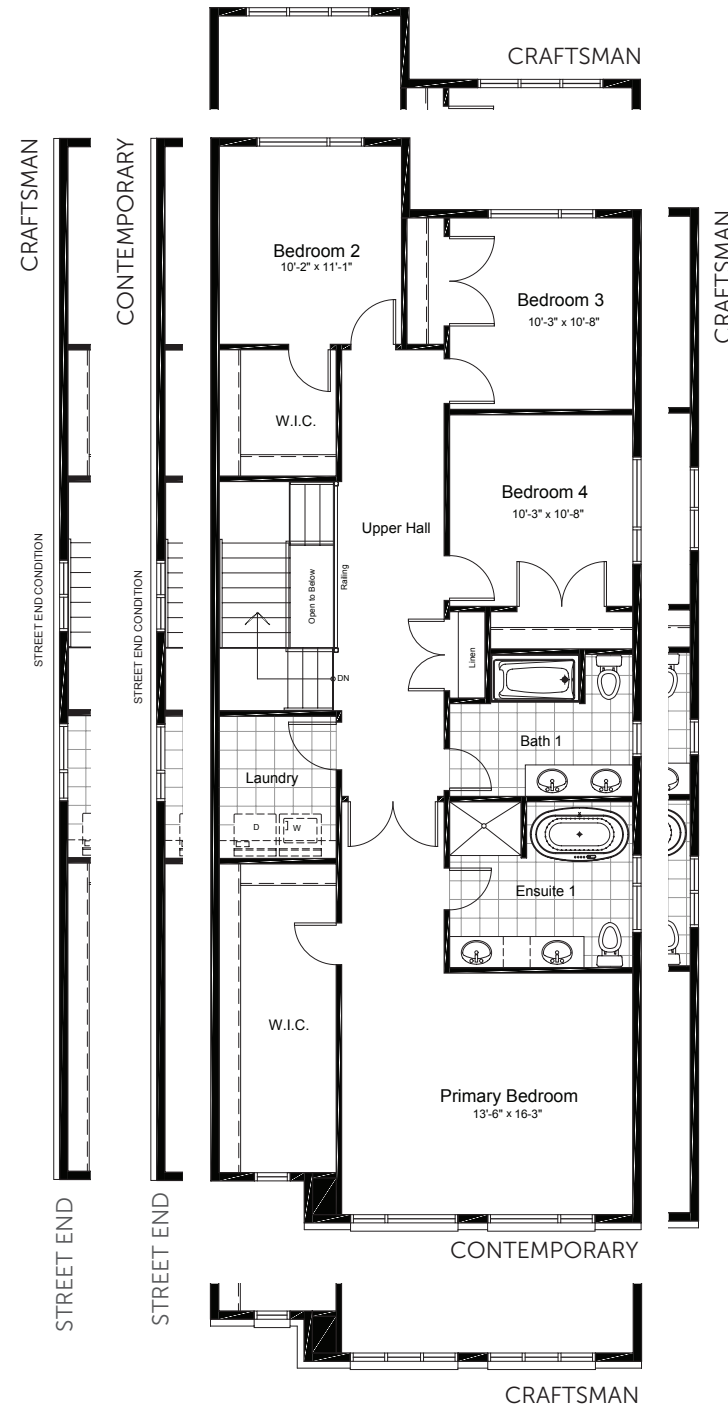 CRAFTSMAN
CRAFTSMAN
CONTEMPORARY
CRAFTSMAN
Bedroom 2
10'-2" x 11'-1"
Bedroom 3
10'-3" x 10'-8"
W.I.C.
Bedroom 4
10'-3" x 10'-8"
Upper Hall
STREET END CONDITION
STREET END CONDITION
Open to Below
Railing
Linen
DN
Bath 1
Laundry
D
W
Ensuite 1
W.I.C.
Primary Bedroom
13'-6" x 16'-3"
STREET END
STREET END
CONTEMPORARY
CRAFTSMAN